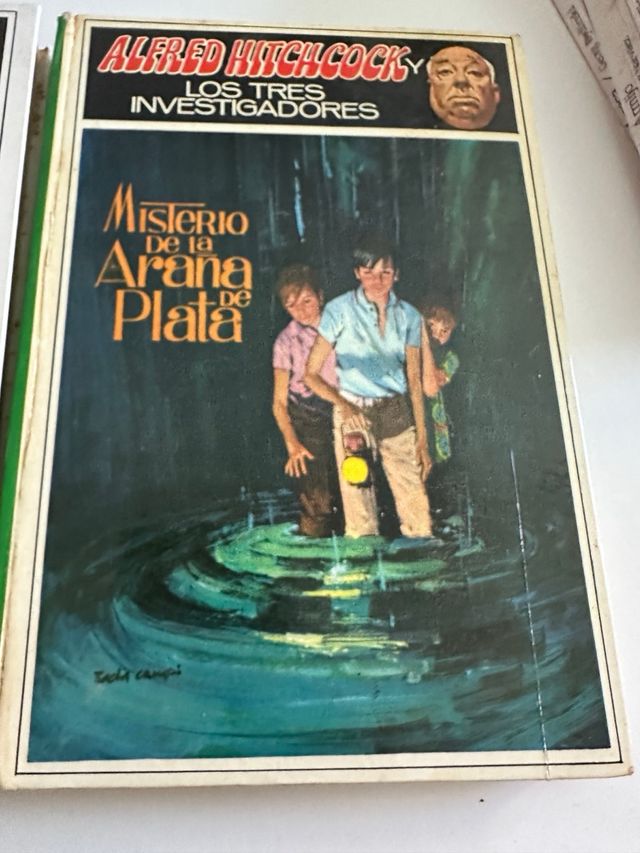 ALFRED HITCHCOCK Y
LOS TRES
INVESTIGADORES
MISTERIO
DE LA
ARAÑA
DE
PLATA